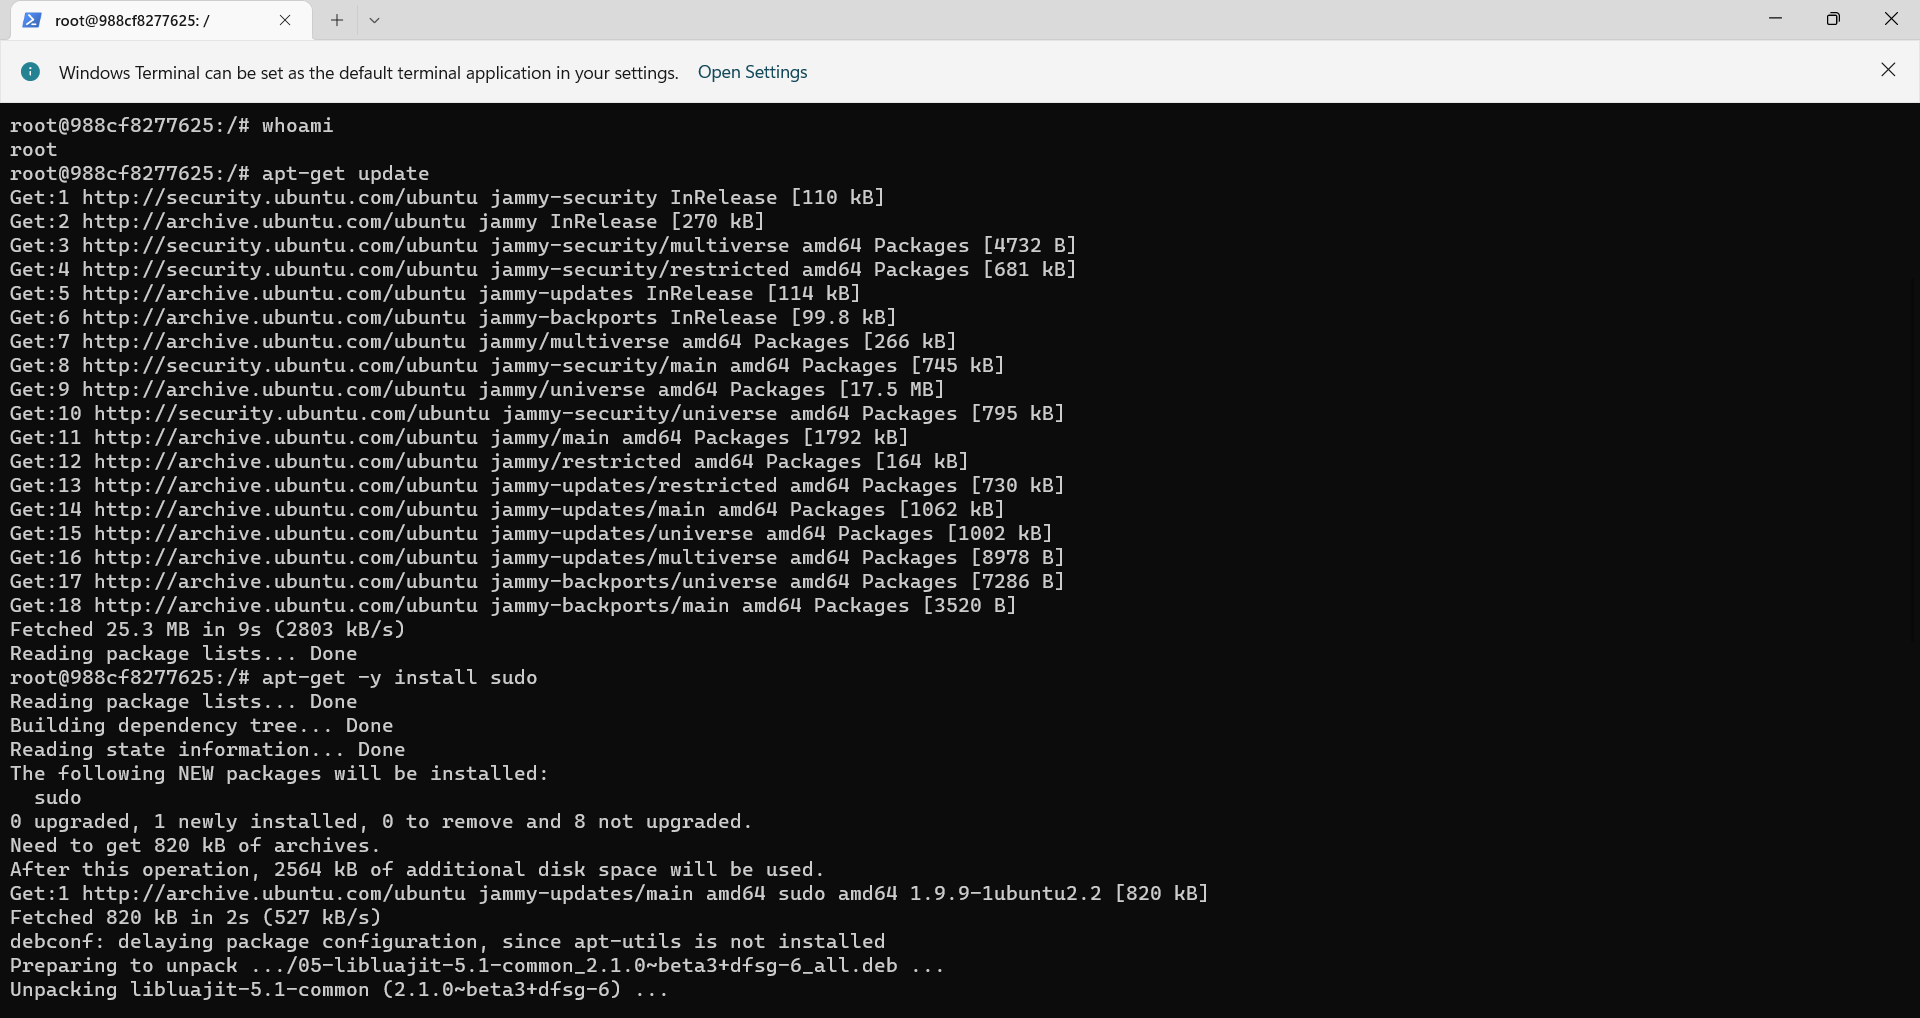 root@988cf8277625: /
Windows Terminal can be set as the default terminal application in your settings. Open Settings
root@988cf8277625:/# whoami
root
root@988cf8277625:/# apt-get update
Get:1 http://security.ubuntu.com/ubuntu jammy-security InRelease [110 kB]
Get:2 http://archive.ubuntu.com/ubuntu jammy InRelease [270 kB]
Get:3 http://security.ubuntu.com/ubuntu jammy-security/multiverse amd64 Packages [4732 B]
Get:4 http://security.ubuntu.com/ubuntu jammy-security/restricted amd64 Packages [681 kB]
Get:5 http://archive.ubuntu.com/ubuntu jammy-updates InRelease [114 kB]
Get:6 http://archive.ubuntu.com/ubuntu jammy-backports InRelease [99.8 kB]
Get:7 http://archive.ubuntu.com/ubuntu jammy/multiverse amd64 Packages [266 kB]
Get:8 http://security.ubuntu.com/ubuntu jammy-security/main amd64 Packages [745 kB]
Get:9 http://archive.ubuntu.com/ubuntu jammy/universe amd64 Packages [17.5 MB]
Get:10 http://security.ubuntu.com/ubuntu jammy-security/universe amd64 Packages [795 kB]
Get:11 http://archive.ubuntu.com/ubuntu jammy/main amd64 Packages [1792 kB]
Get:12 http://archive.ubuntu.com/ubuntu jammy/restricted amd64 Packages [164 kB]
Get:13 http://archive.ubuntu.com/ubuntu jammy-updates/restricted amd64 Packages [730 kB]
Get:14 http://archive.ubuntu.com/ubuntu jammy-updates/main amd64 Packages [1062 kB]
Get:15 http://archive.ubuntu.com/ubuntu jammy-updates/universe amd64 Packages [1002 kB]
Get:16 http://archive.ubuntu.com/ubuntu jammy-updates/multiverse amd64 Packages [8978 B]
Get:17 http://archive.ubuntu.com/ubuntu jammy-backports/universe amd64 Packages [7286 B]
Get:18 http://archive.ubuntu.com/ubuntu jammy-backports/main amd64 Packages [3520 B]
Fetched 25.3 MB in 9s (2803 kB/s)
Reading package lists... Done
root@988cf8277625:/# apt-get -y install sudo
Reading package lists... Done
Building dependency tree... Done
Reading state information... Done
The following NEW packages will be installed:
  sudo
0 upgraded, 1 newly installed, 0 to remove and 8 not upgraded.
Need to get 820 kB of archives.
After this operation, 2564 kB of additional disk space will be used.
Get:1 http://archive.ubuntu.com/ubuntu jammy-updates/main amd64 sudo amd64 1.9.9-1ubuntu2.2 [820 kB]
Fetched 820 kB in 2s (527 kB/s)
debconf: delaying package configuration, since apt-utils is not installed
Preparing to unpack .../05-libluajit-5.1-common_2.1.0~beta3+dfsg-6_all.deb ...
Unpacking libluajit-5.1-common (2.1.0~beta3+dfsg-6) ...